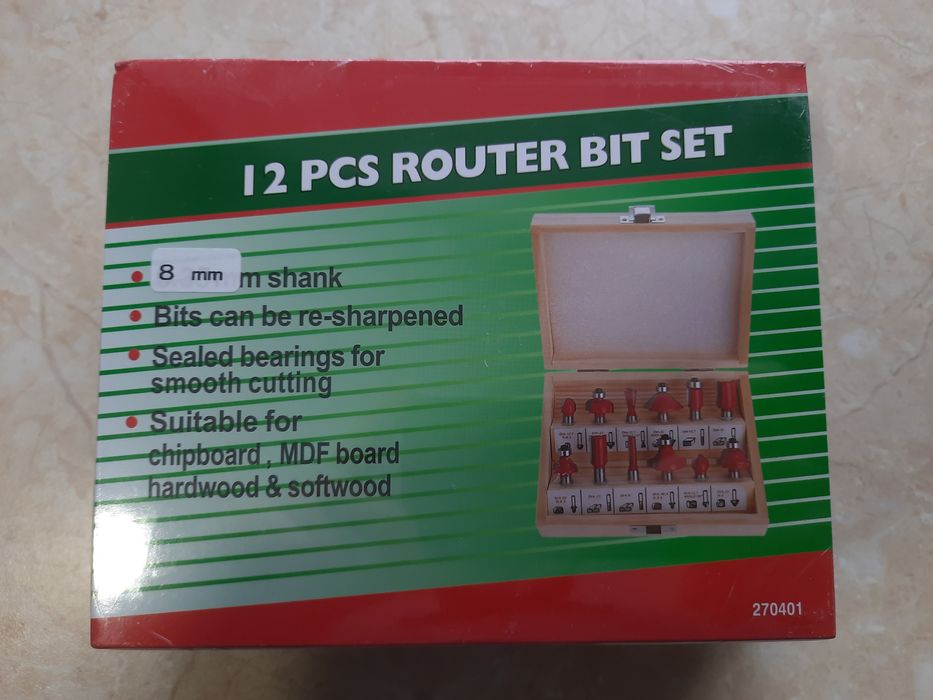 12 PCS ROUTER BIT SET
8 mm m shank
Bits can be re-sharpened
Sealed bearings for
smooth cutting
Suitable for
chipboard , MDF board
hardwood & softwood
270401